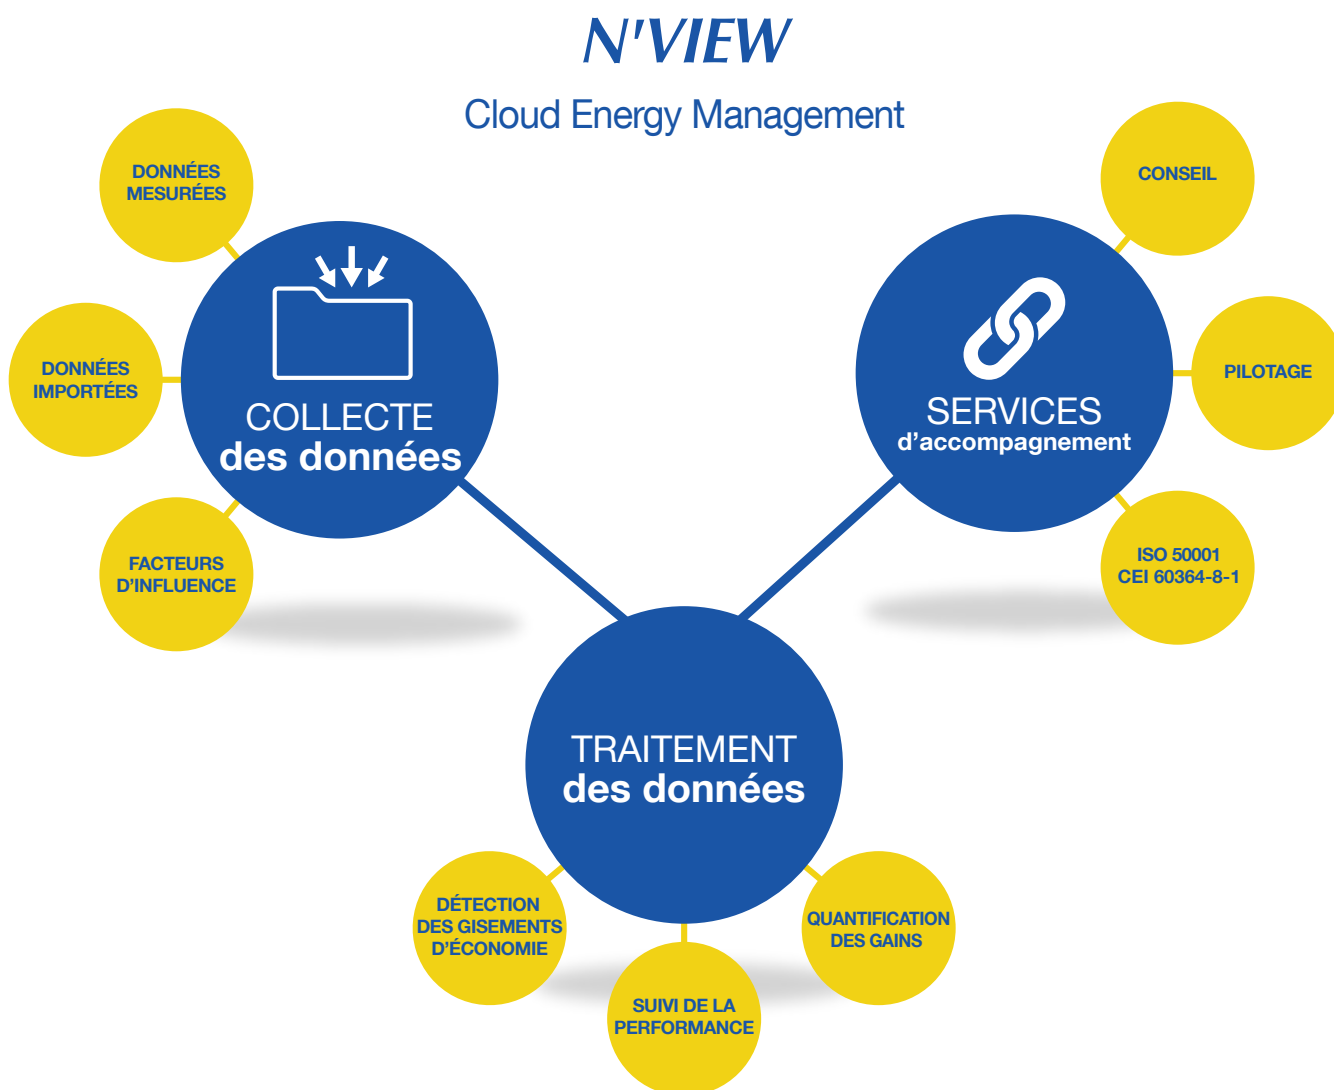 N'VIEW
Cloud Energy Management
DONNÉES
MESURÉES
DONNÉES
IMPORTÉES
FACTEURS
D’INFLUENCE
COLLECTE
des données
CONSEIL
PILOTAGE
ISO 50001
CEI 60364-8-1
SERVICES
d’accompagnement
TRAITEMENT
des données
DÉTECTION
DES GISEMENTS
D’ÉCONOMIE
SUIVI DE LA
PERFORMANCE
QUANTIFICATION
DES GAINS